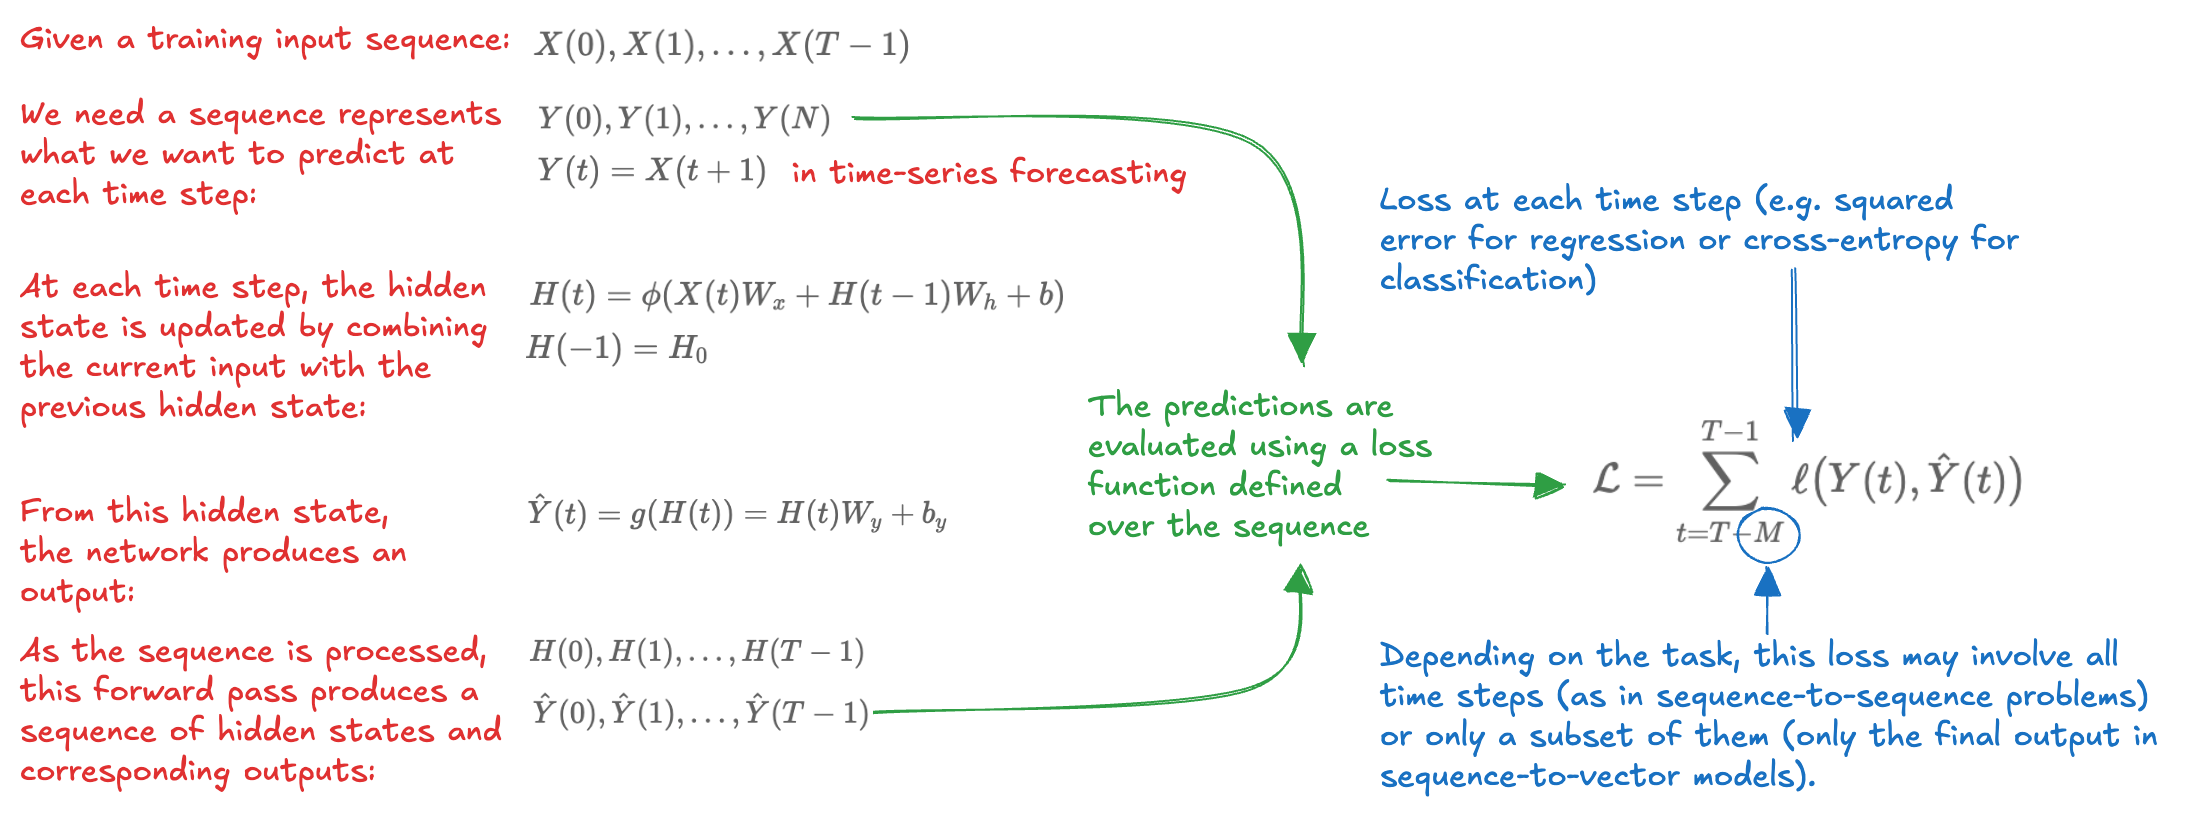 Given a training input sequence: X(0), X(1), . . . , X(T − 1)
We need a sequence represents
what we want to predict at
each time step:
Y(0), Y(1), . . . , Y(N)
Y(t) = X(t + 1) in time-series forecasting
At each time step, the hidden
state is updated by combining
the current input with the
previous hidden state:
H(t) = ϕ(X(t)Wₓ + H(t − 1)Wₕ + b)
H(−1) = H₀
From this hidden state,
the network produces an
output:
Ŷ(t) = g(H(t)) = H(t)W_y + b_y
As the sequence is processed,
this forward pass produces a
sequence of hidden states and
corresponding outputs:
H(0), H(1), . . . , H(T − 1)
Ŷ(0), Ŷ(1), . . . , Ŷ(T − 1)
The predictions are
evaluated using a loss
function defined
over the sequence
Loss at each time step (e.g. squared
error for regression or cross-entropy for
classification)
T−1
ℒ = ∑ ℓ(Y(t), Ŷ(t))
t=T−M
Depending on the task, this loss may involve all
time steps (as in sequence-to-sequence problems)
or only a subset of them (only the final output in
sequence-to-vector models).